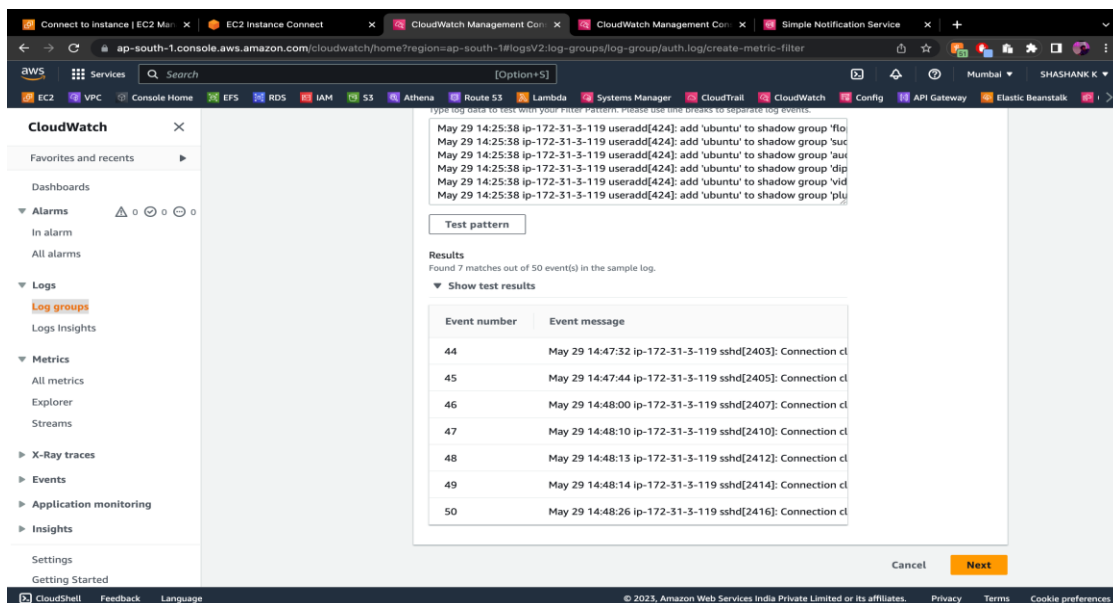 Connect to instance | EC2 Man
EC2 Instance Connect
CloudWatch Management Con
CloudWatch Management Con
Simple Notification Service
ap-south-1.console.aws.amazon.com/cloudwatch/home?region=ap-south-1#logsV2:log-groups/log-group/auth.log/create-metric-filter
aws Services Search [Option+S] Mumbai SHASHANK K
EC2 VPC Console Home EFS RDS IAM S3 Athena Route 53 Lambda Systems Manager CloudTrail CloudWatch Config API Gateway Elastic Beanstalk
CloudWatch
Favorites and recents
Dashboards
Alarms 0 0 0
In alarm
All alarms
Logs
Log groups
Logs Insights
Metrics
All metrics
Explorer
Streams
X-Ray traces
Events
Application monitoring
Insights
Settings
Getting Started
Type log data to test with your Filter Pattern. Please use line breaks to separate log events.
May 29 14:25:38 ip-172-31-3-119 useradd[424]: add 'ubuntu' to shadow group 'flo
May 29 14:25:38 ip-172-31-3-119 useradd[424]: add 'ubuntu' to shadow group 'sud
May 29 14:25:38 ip-172-31-3-119 useradd[424]: add 'ubuntu' to shadow group 'aud
May 29 14:25:38 ip-172-31-3-119 useradd[424]: add 'ubuntu' to shadow group 'dip
May 29 14:25:38 ip-172-31-3-119 useradd[424]: add 'ubuntu' to shadow group 'vid
May 29 14:25:38 ip-172-31-3-119 useradd[424]: add 'ubuntu' to shadow group 'plu
Test pattern
Results
Found 7 matches out of 50 event(s) in the sample log.
Show test results
Event number Event message
44 May 29 14:47:32 ip-172-31-3-119 sshd[2403]: Connection cl
45 May 29 14:47:44 ip-172-31-3-119 sshd[2405]: Connection cl
46 May 29 14:48:00 ip-172-31-3-119 sshd[2407]: Connection cl
47 May 29 14:48:10 ip-172-31-3-119 sshd[2410]: Connection cl
48 May 29 14:48:13 ip-172-31-3-119 sshd[2412]: Connection cl
49 May 29 14:48:14 ip-172-31-3-119 sshd[2414]: Connection cl
50 May 29 14:48:26 ip-172-31-3-119 sshd[2416]: Connection cl
Cancel Next
CloudShell Feedback Language © 2023, Amazon Web Services India Private Limited or its affiliates. Privacy Terms Cookie preferences